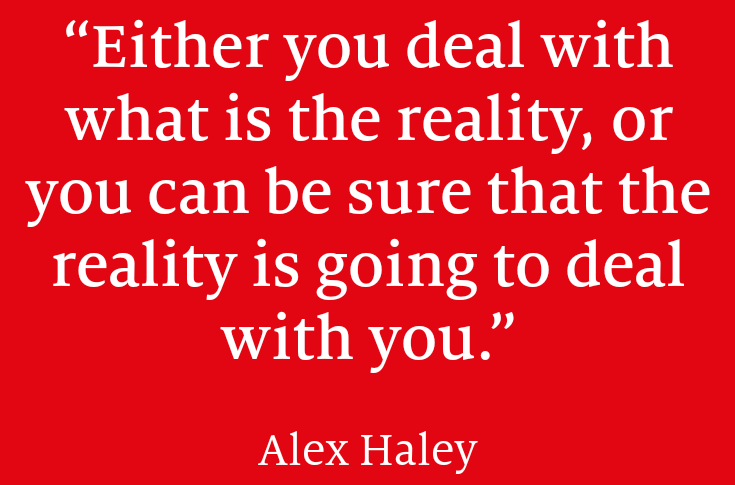 “Either you deal with
what is the reality, or
you can be sure that the
reality is going to deal
with you.”
Alex Haley